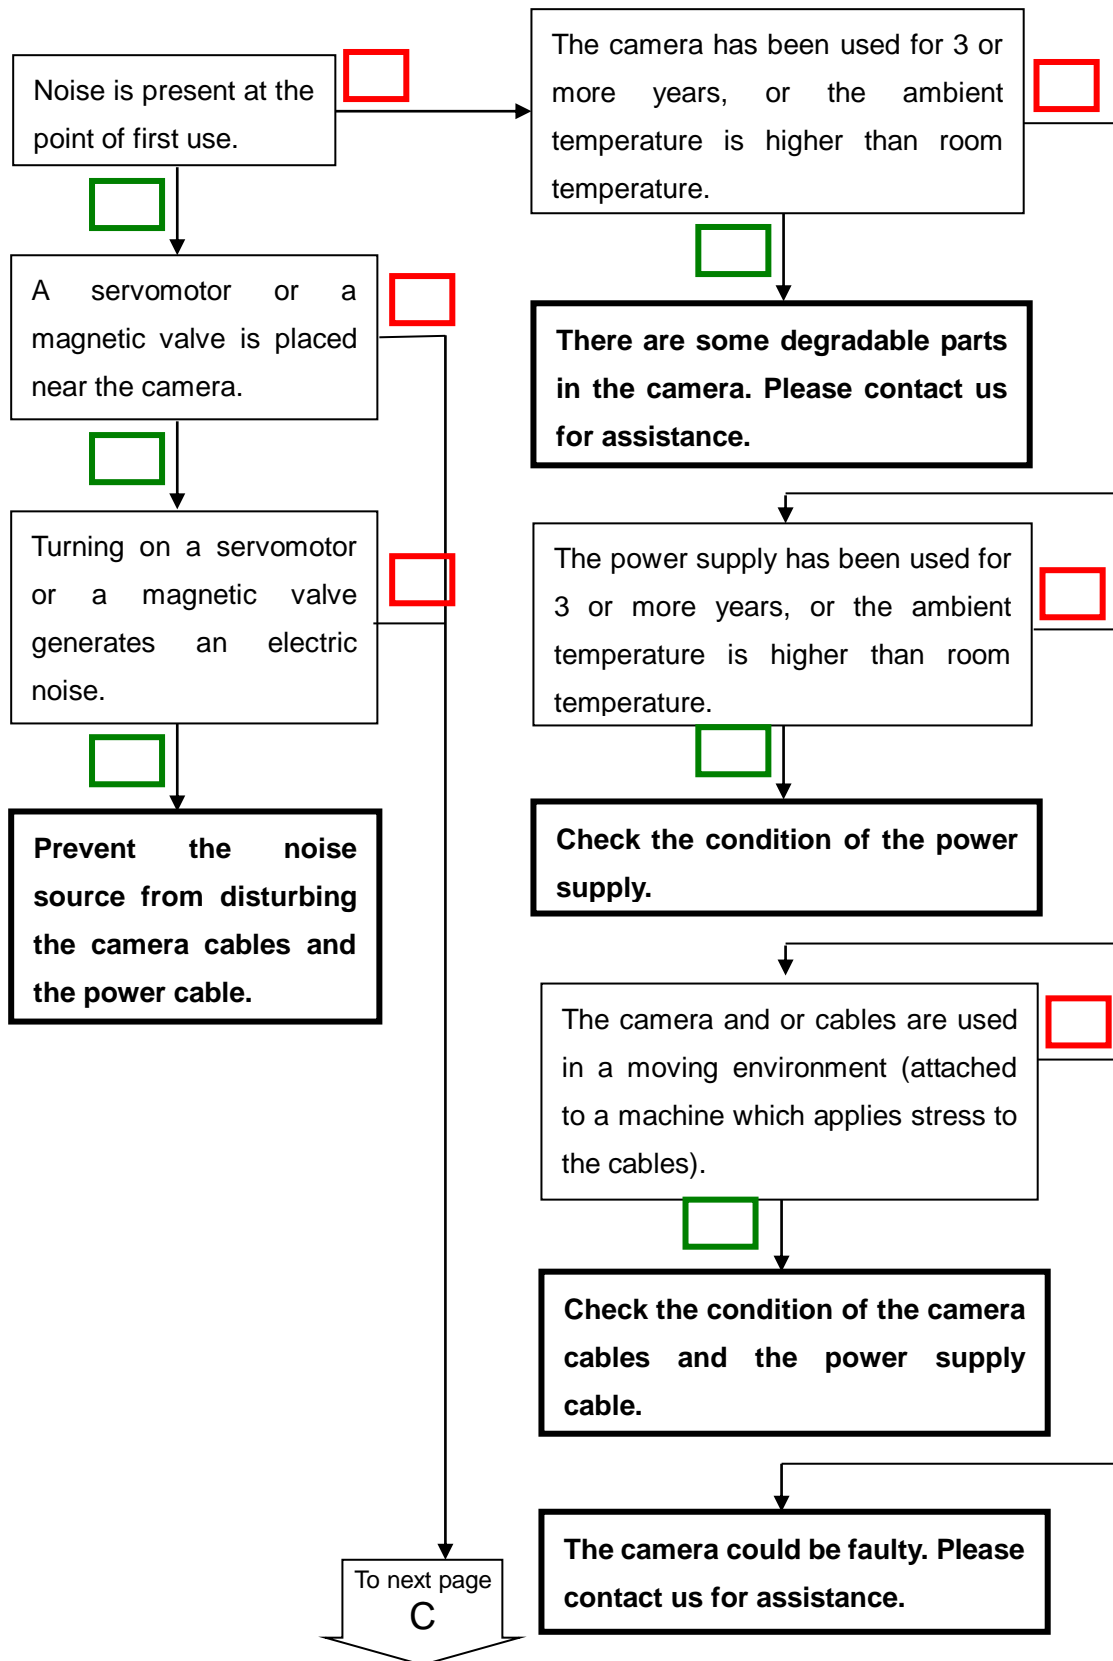 Noise is present at the
point of first use.
A servomotor or a
magnetic valve is placed
near the camera.
Turning on a servomotor
or a magnetic valve
generates an electric
noise.
Prevent the noise
source from disturbing
the camera cables and
the power cable.
The camera has been used for 3 or
more years, or the ambient
temperature is higher than room
temperature.
There are some degradable parts
in the camera. Please contact us
for assistance.
The power supply has been used for
3 or more years, or the ambient
temperature is higher than room
temperature.
Check the condition of the power
supply.
The camera and or cables are used
in a moving environment (attached
to a machine which applies stress to
the cables).
Check the condition of the camera
cables and the power supply
cable.
The camera could be faulty. Please
contact us for assistance.
To next page
C